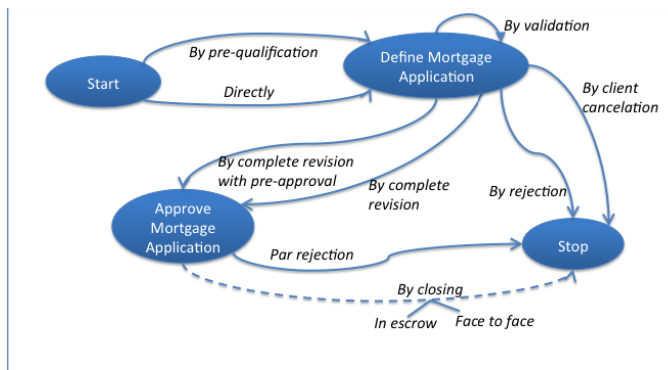 By validation
By pre-qualification
Define Mortgage
Application
Start
Directly
By client
cancelation
By complete revision
with pre-approval
By complete
revision
By rejection
Approve
Mortgage
Application
Par rejection
Stop
By closing
In escrow
Face to face